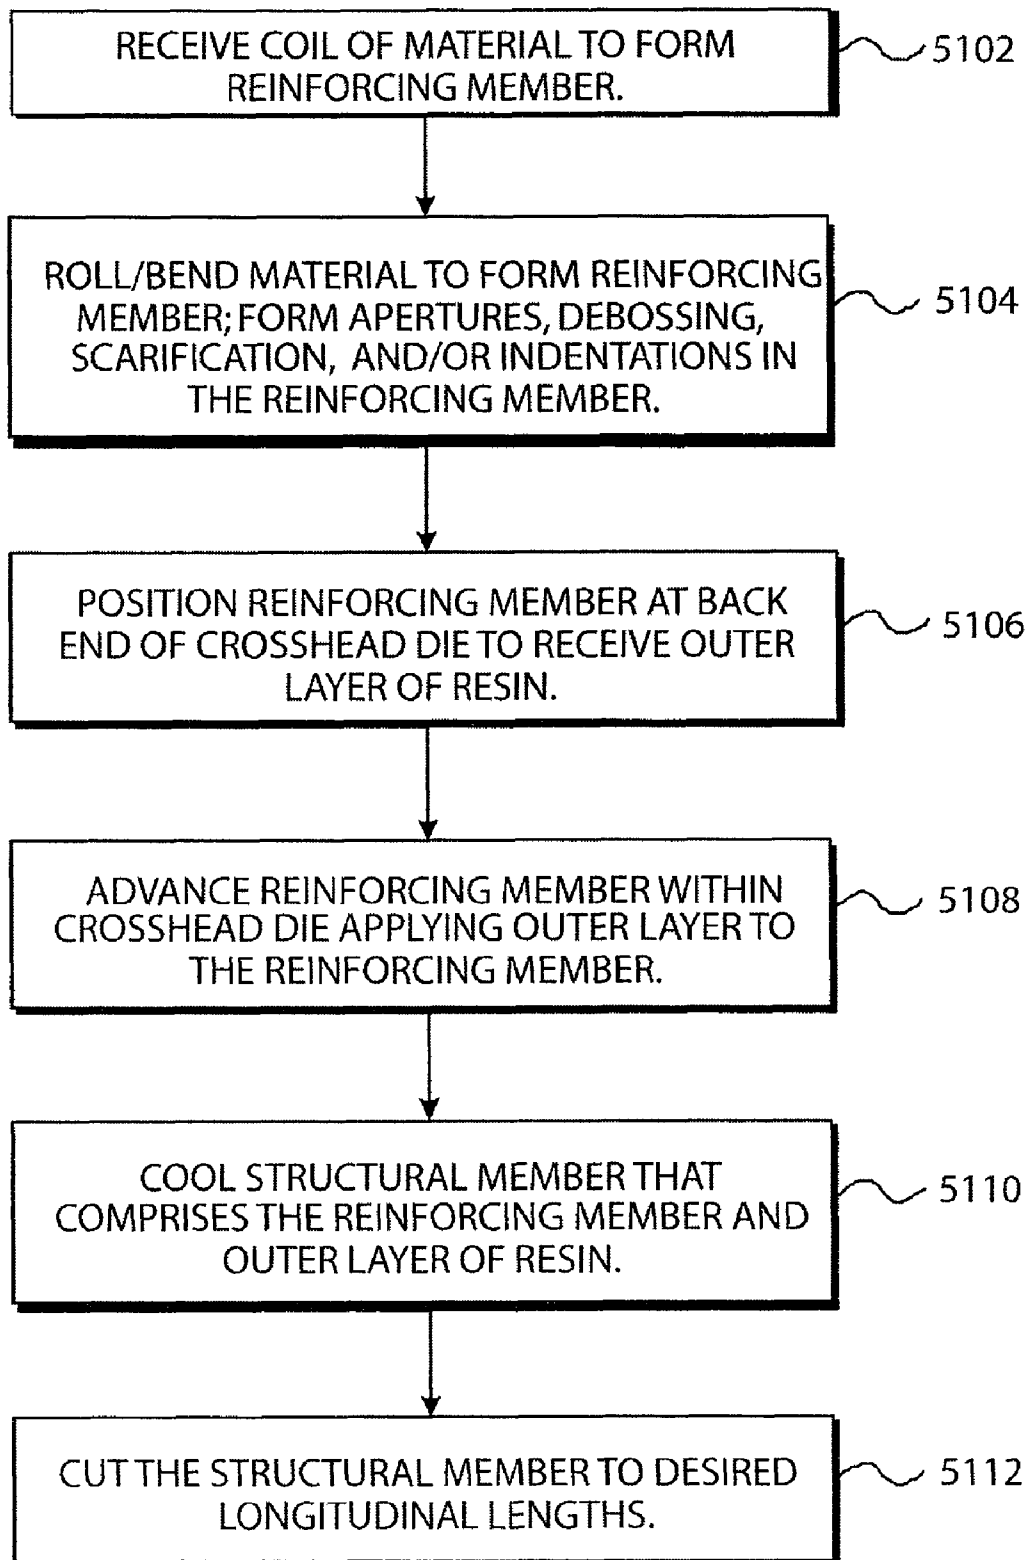 RECEIVE COIL OF MATERIAL TO FORM
REINFORCING MEMBER.
5102
ROLL/BEND MATERIAL TO FORM REINFORCING
MEMBER; FORM APERTURES, DEBOSSING,
SCARIFICATION, AND/OR INDENTATIONS IN
THE REINFORCING MEMBER.
5104
POSITION REINFORCING MEMBER AT BACK
END OF CROSSHEAD DIE TO RECEIVE OUTER
LAYER OF RESIN.
5106
ADVANCE REINFORCING MEMBER WITHIN
CROSSHEAD DIE APPLYING OUTER LAYER TO
THE REINFORCING MEMBER.
5108
COOL STRUCTURAL MEMBER THAT
COMPRISES THE REINFORCING MEMBER AND
OUTER LAYER OF RESIN.
5110
CUT THE STRUCTURAL MEMBER TO DESIRED
LONGITUDINAL LENGTHS.
5112